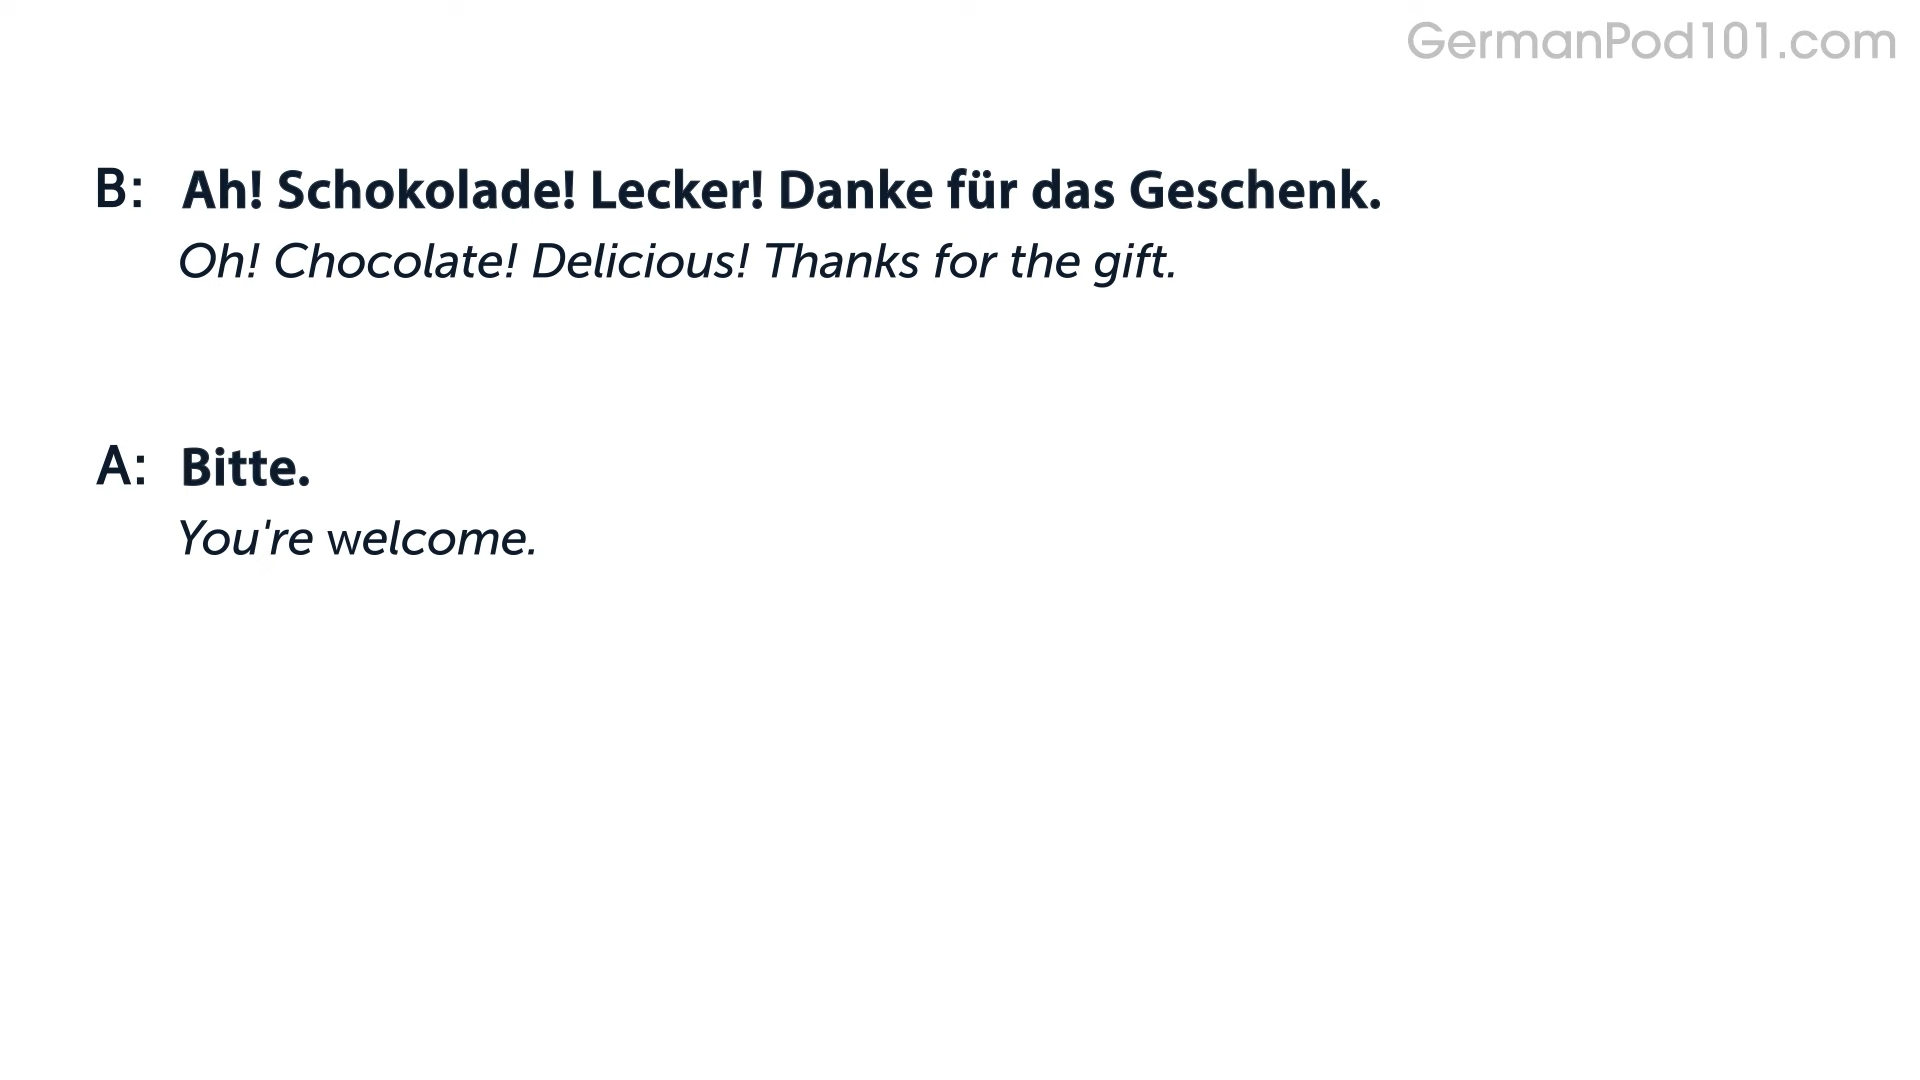 GermanPod101.com
B: Ah! Schokolade! Lecker! Danke für das Geschenk.
Oh! Chocolate! Delicious! Thanks for the gift.
A: Bitte.
You're welcome.